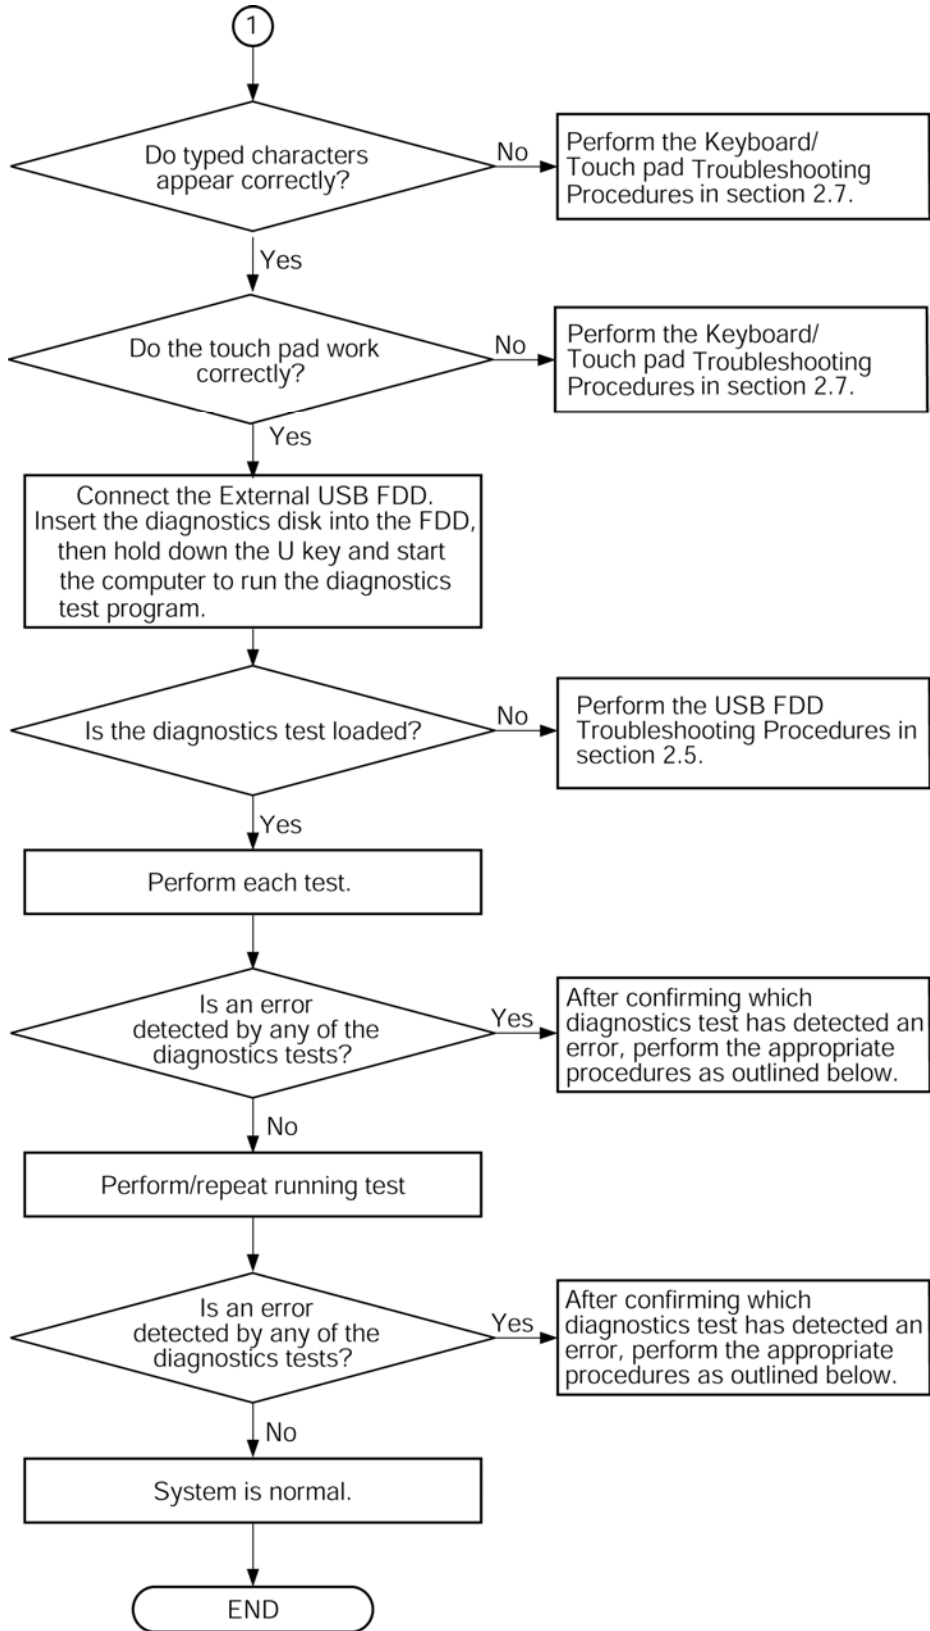 1
Do typed characters
appear correctly?
No
Perform the Keyboard/
Touch pad Troubleshooting
Procedures in section 2.7.
Yes
Do the touch pad work
correctly?
No
Perform the Keyboard/
Touch pad Troubleshooting
Procedures in section 2.7.
Yes
Connect the External USB FDD.
Insert the diagnostics disk into the FDD,
then hold down the U key and start
the computer to run the diagnostics
test program.
Is the diagnostics test loaded?
No
Perform the USB FDD
Troubleshooting Procedures in
section 2.5.
Yes
Perform each test.
Is an error
detected by any of the
diagnostics tests?
Yes
After confirming which
diagnostics test has detected an
error, perform the appropriate
procedures as outlined below.
No
Perform/repeat running test
Is an error
detected by any of the
diagnostics tests?
Yes
After confirming which
diagnostics test has detected an
error, perform the appropriate
procedures as outlined below.
No
System is normal.
END